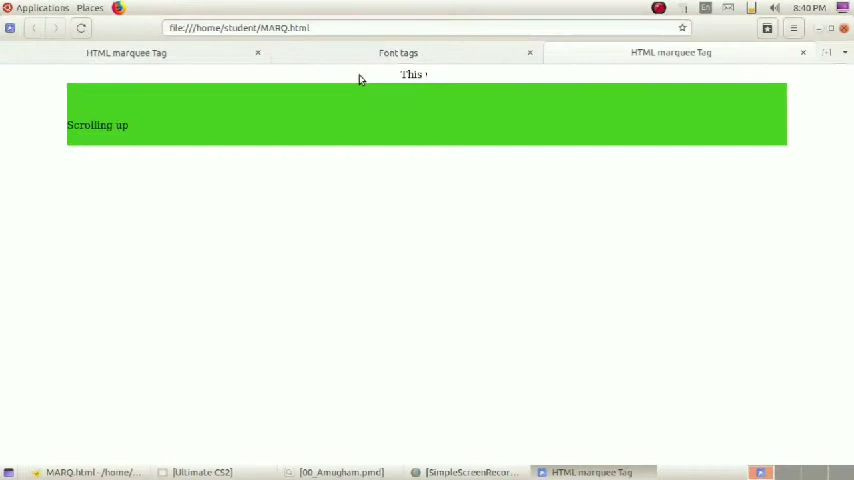 Applications Places En 8:40 PM
file:///home/student/MARQ.html
HTML marquee Tag Font tags HTML marquee Tag
This
Scrolling up
MARQ.html - /home/... [Ultimate CS2] [00_Amugham.pmd] [SimpleScreenRecor... HTML marquee Tag